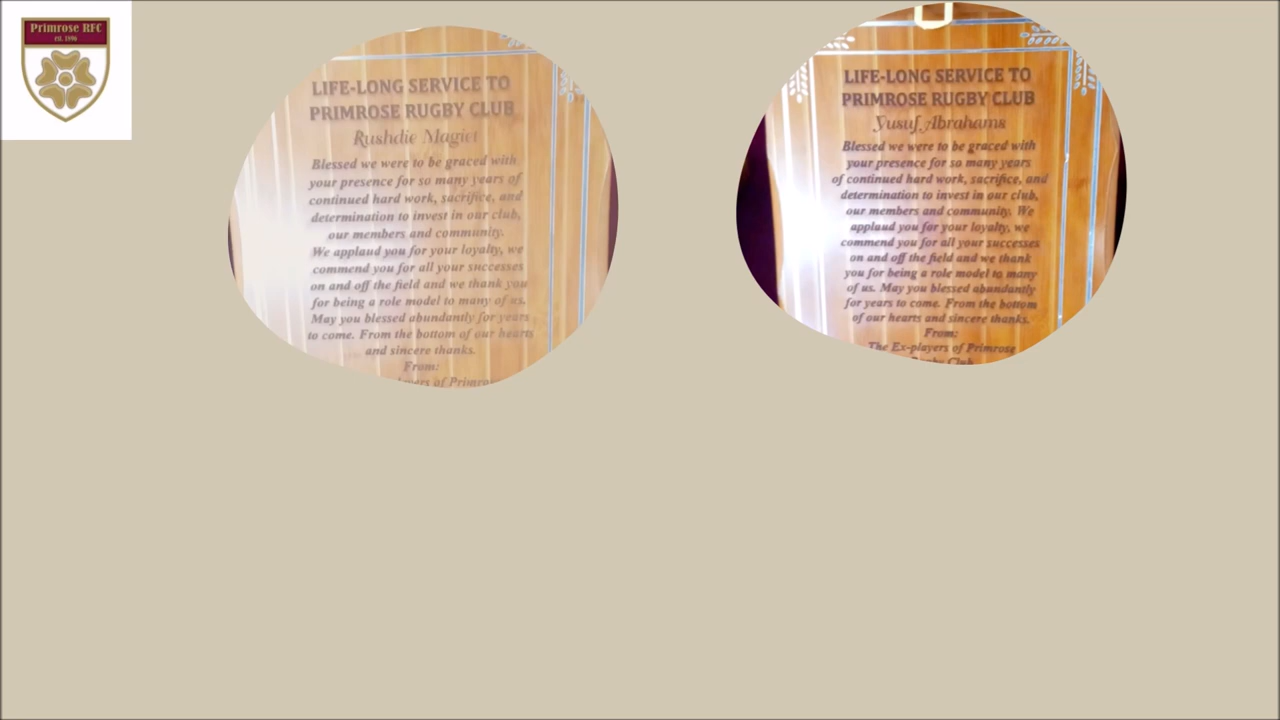 Primrose RFC
est. 1896
LIFE-LONG SERVICE TO
PRIMROSE RUGBY CLUB
Rushdie Magiet
Blessed we were to be graced with
your presence for so many years of
continued hard work, sacrifice, and
determination to invest in our club,
our members and community.
We applaud you for your loyalty, we
commend you for all your successes
on and off the field and we thank you
for being a role model to many of us.
May you blessed abundantly for years
to come. From the bottom of our hearts
and sincere thanks.
From:
of
LIFE-LONG SERVICE TO
PRIMROSE RUGBY CLUB
Yusuf Abrahams
Blessed we were to be graced with
your presence for so many years
of continued hard work, sacrifice, and
determination to invest in our club,
our members and community. We
applaud you for your loyalty, we
commend you for all your successes
on and off the field and we thank
you for being a role model to many
of us. May you blessed abundantly
for years to come. From the bottom
of our hearts and sincere thanks.
From:
The Ex-players of Primrose
Club